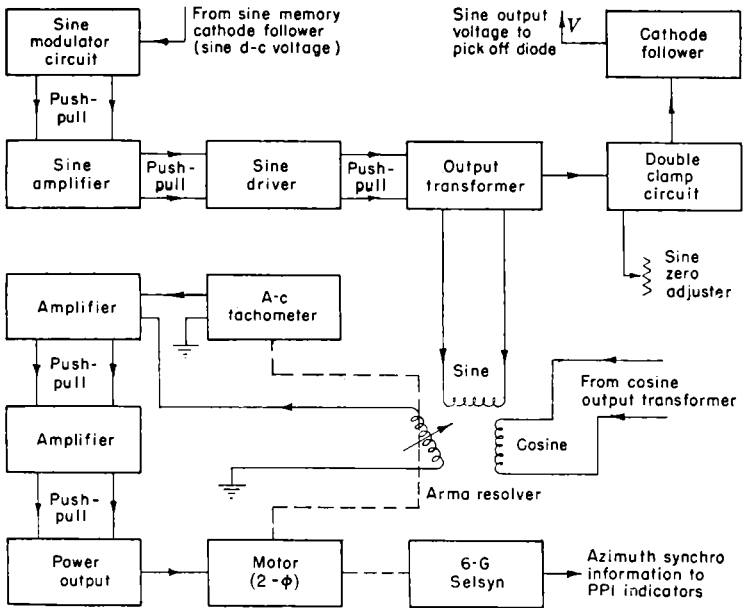 Sine
modulator
circuit
From sine memory
cathode follower
(sine d-c voltage)
Sine output
voltage to
pick off diode
V
Cathode
follower
Push-
pull
Sine
amplifier
Push-
pull
Sine
driver
Push-
pull
Output
transformer
Double
clamp
circuit
Sine
zero
adjuster
Amplifier
A-c
tachometer
Push-
pull
Sine
From cosine
output transformer
Amplifier
Cosine
Arma resolver
Push-
pull
Power
output
Motor
(2-ϕ)
6-G
Selsyn
Azimuth synchro
information to
PPI indicators